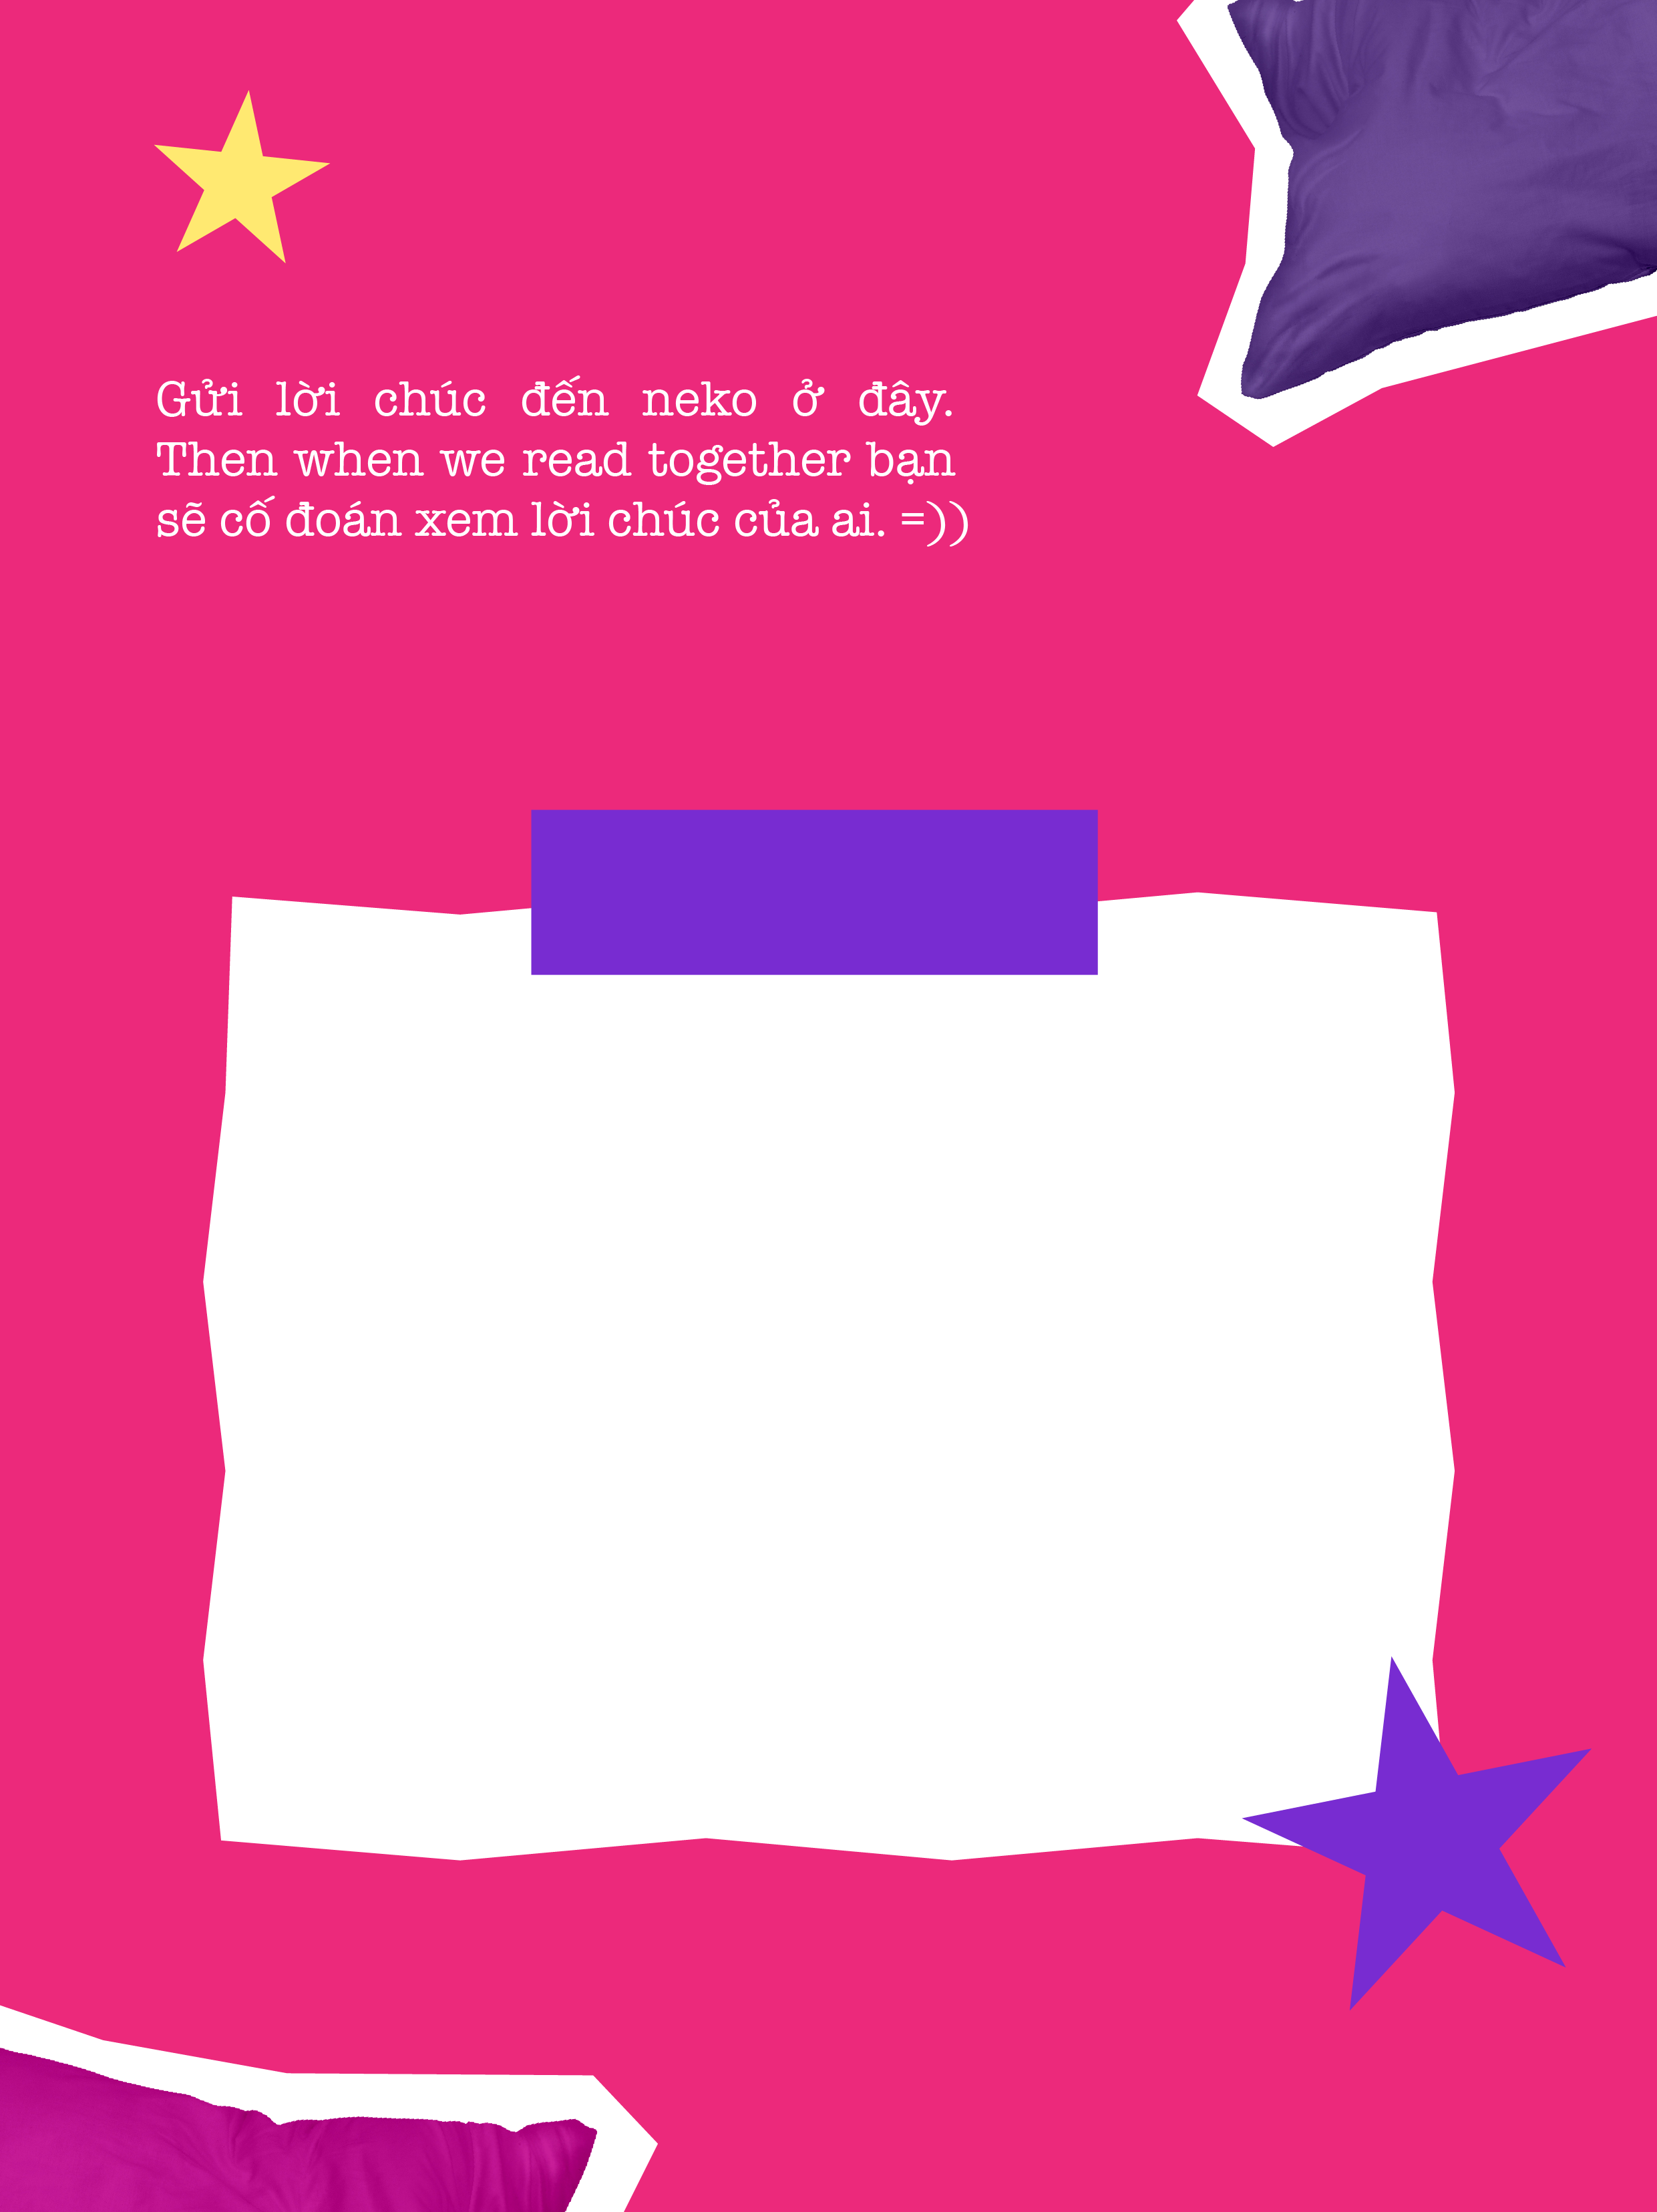 Gửi lời chúc đến neko ở đây.
Then when we read together bạn
sẽ cố đoán xem lời chúc của ai. =))